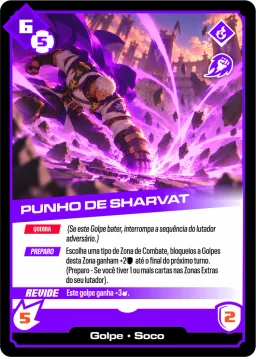 6
5
PUNHO DE SHARVAT
QUEIMA (Se este Golpe bater, interrompa a sequência do lutador
adversário.)
PREPARO Escolha uma tipo de Zona de Combate, bloqueios a Golpes
desta Zona ganham +2 até o final do próximo turno.
(Preparo - Se você tiver 1 ou mais cartas nas Zonas Extras
do seu lutador).
REVIDE Este golpe ganha +3
5
2
Golpe • Soco